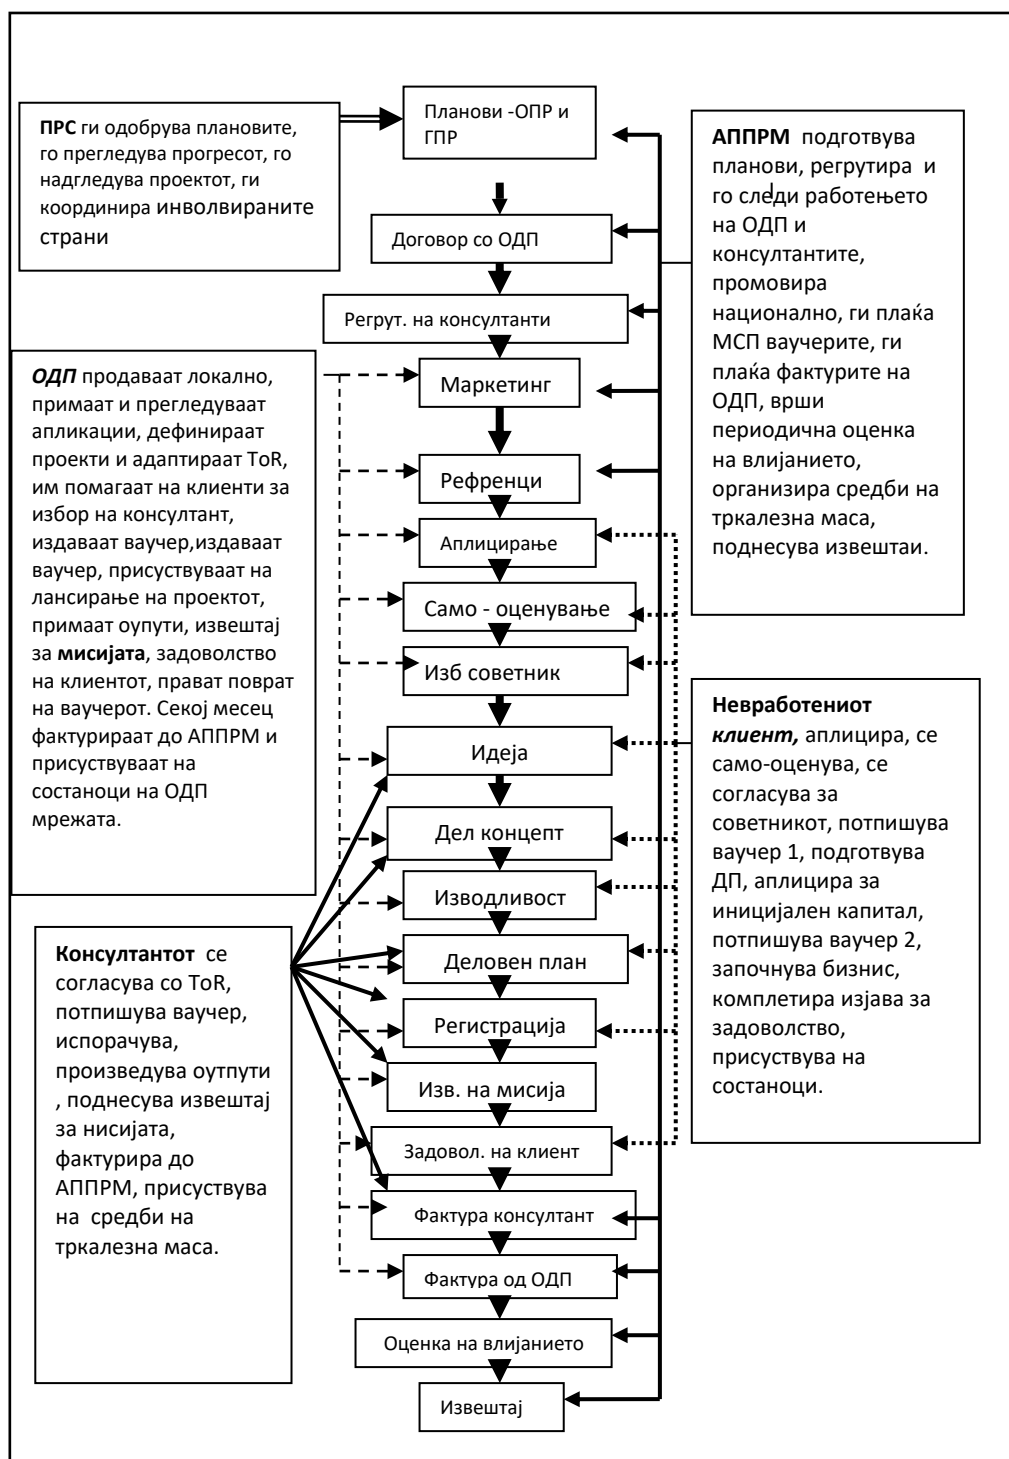 ПРС ги одобрува плановите,
го прегледува прогресот, го
надгледува проектот, ги
координира инволвираните
страни
Планови -ОПР и
ГПР
АППРМ подготвува
планови, регрутира и
го следи работењето
на ОДП и
консултантите,
промовира
национално, ги плаќа
МСП ваучерите, ги
плаќа фактурите на
ОДП, врши
периодична оценка
на влијанието,
организира средби на
тркалезна маса,
поднесува извештаи.
Договор со ОДП
Регрут. на консултанти
ОДП продаваат локално,
примаат и прегледуваат
апликации, дефинираат
проекти и адаптираат ToR,
им помагаат на клиенти за
избор на консултант,
издаваат ваучер,издаваат
ваучер, присуствуваат на
лансирање на проектот,
примаат оупути, извештај
за мисијата, задоволство
на клиентот, прават поврат
на ваучерот. Секој месец
фактурираат до АППРМ и
присуствуваат на
состаноци на ОДП
мрежата.
Маркетинг
Рефренци
Аплицирање
Само - оценување
Изб советник
Идеја
Дел концепт
Изводливост
Деловен план
Регистрација
Изв. на мисија
Задовол. на клиент
Фактура консултант
Фактура од ОДП
Оценка на влијанието
Извештај
Невработениот
клиент, аплицира, се
само-оценува, се
согласува за
советникот, потпишува
ваучер 1, подготвува
ДП, аплицира за
иницијален капитал,
потпишува ваучер 2,
започнува бизнис,
комплетира изјава за
задоволство,
присуствува на
состаноци.
Консултантот се
согласува со ToR,
потпишува ваучер,
испорачува,
произведува оутпути
, поднесува извештај
за нисијата,
фактурира до
АППРМ, присуствува
на средби на
тркалезна маса.